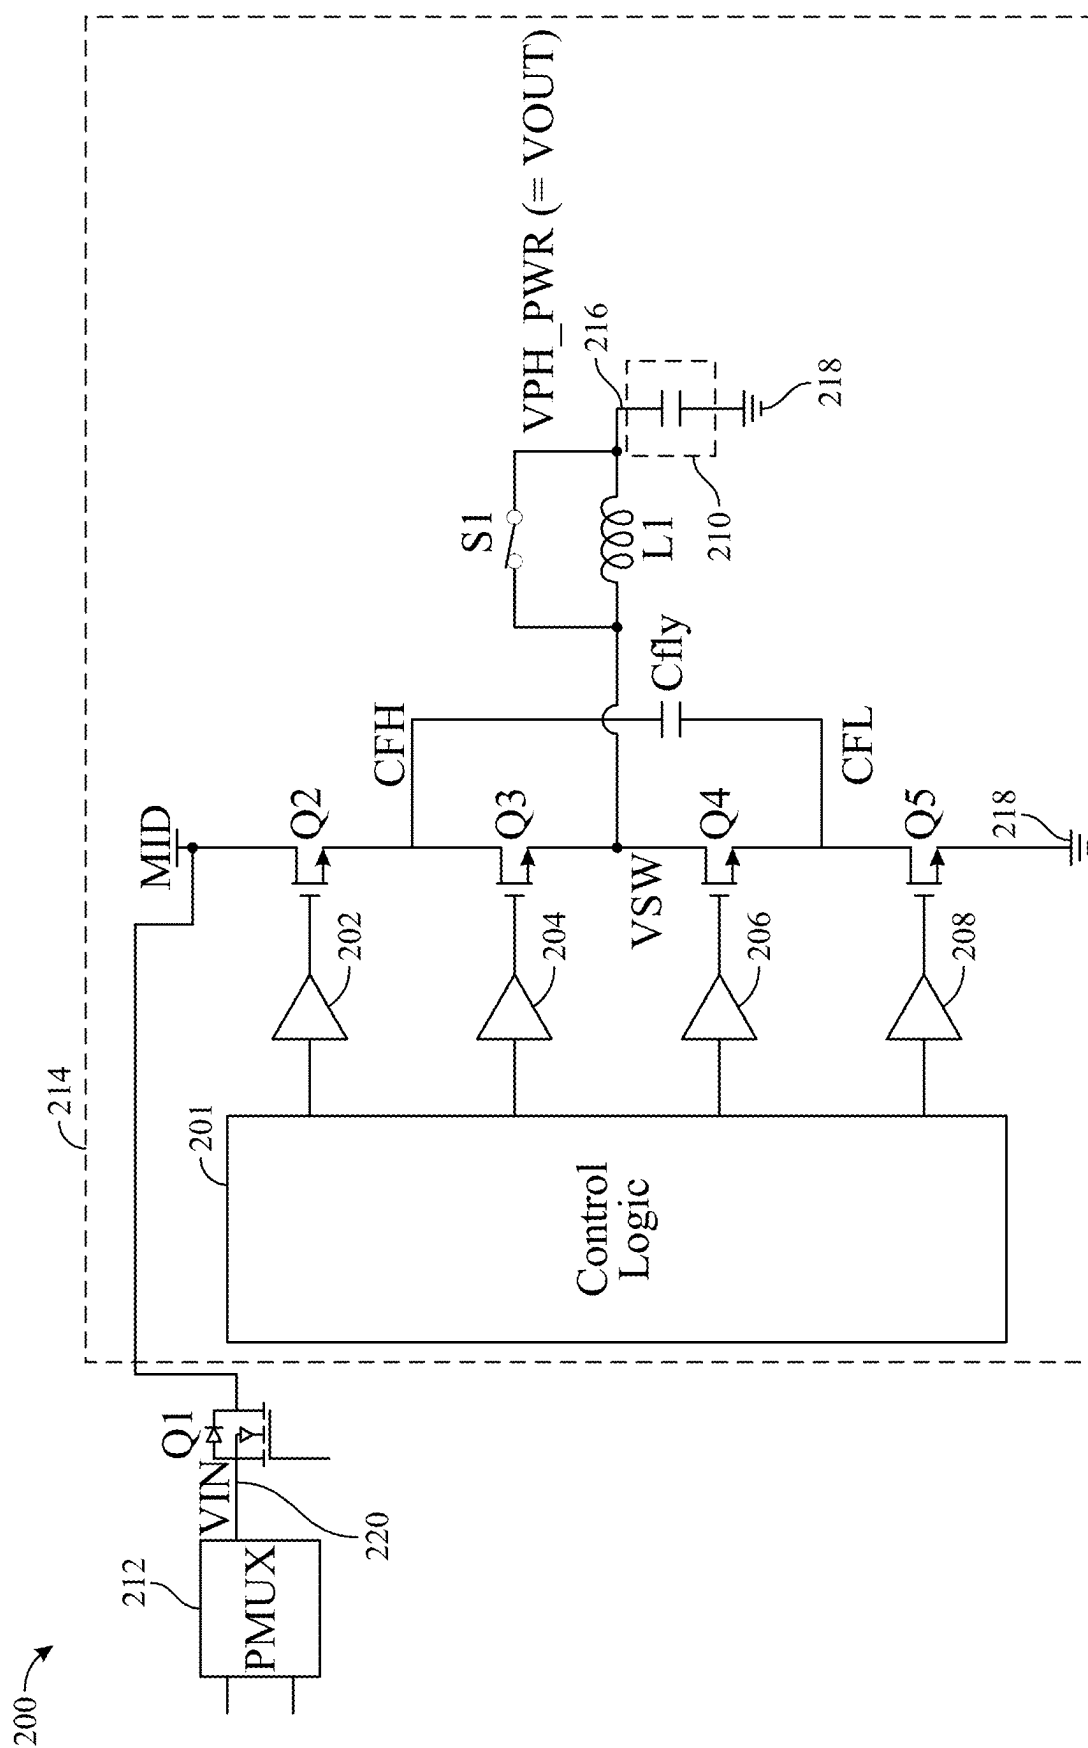 200
212
PMUX
VIN
220
Q1
214
201
Control
Logic
202
204
206
208
MID
Q2
Q3
VSW
Q4
Q5
218
CFH
Cfly
CFL
S1
L1
210
216
218
VPH_PWR (= VOUT)